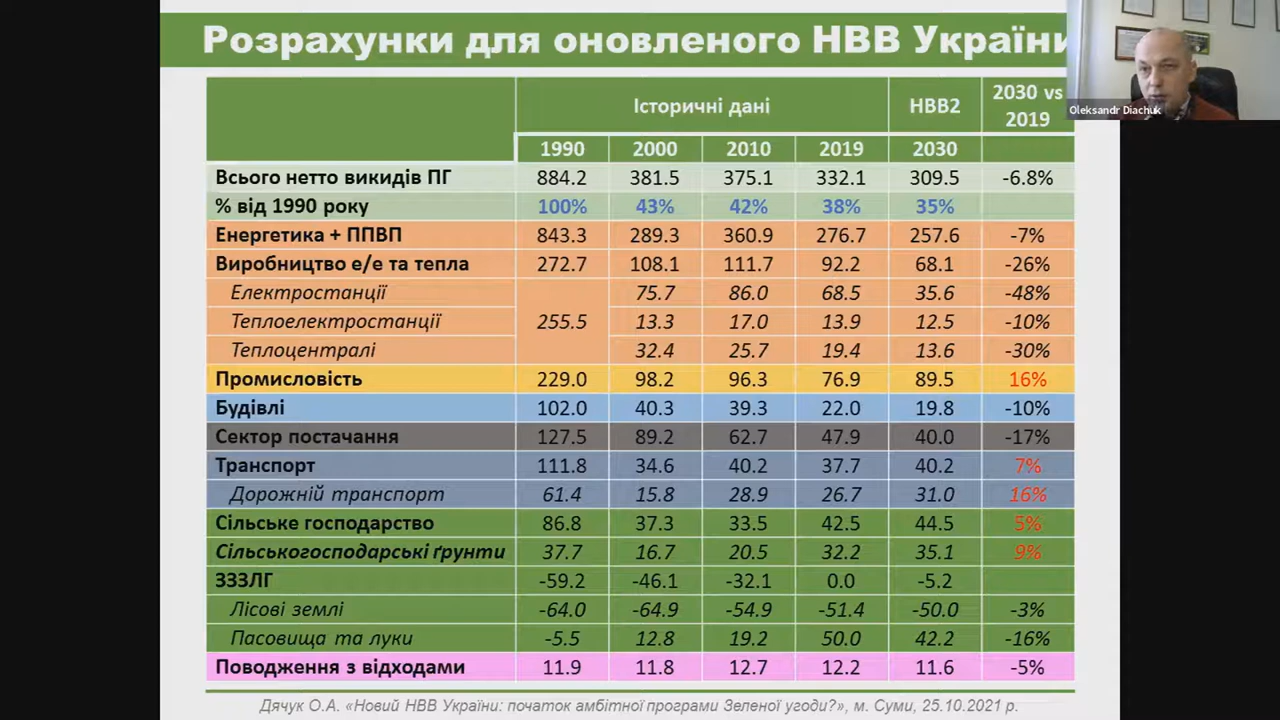 Розрахунки для оновленого НВВ України
Oleksandr Diachuk
Історичні дані НВВ2 2030 vs 2019
1990 2000 2010 2019 2030
Всього нетто викидів ПГ 884.2 381.5 375.1 332.1 309.5 -6.8%
% від 1990 року 100% 43% 42% 38% 35%
Енергетика + ППВП 843.3 289.3 360.9 276.7 257.6 -7%
Виробництво е/е та тепла 272.7 108.1 111.7 92.2 68.1 -26%
Електростанції 75.7 86.0 68.5 35.6 -48%
Теплоелектростанції 255.5 13.3 17.0 13.9 12.5 -10%
Теплоцентралі 32.4 25.7 19.4 13.6 -30%
Промисловість 229.0 98.2 96.3 76.9 89.5 16%
Будівлі 102.0 40.3 39.3 22.0 19.8 -10%
Сектор постачання 127.5 89.2 62.7 47.9 40.0 -17%
Транспорт 111.8 34.6 40.2 37.7 40.2 7%
Дорожній транспорт 61.4 15.8 28.9 26.7 31.0 16%
Сільське господарство 86.8 37.3 33.5 42.5 44.5 5%
Сільськогосподарські ґрунти 37.7 16.7 20.5 32.2 35.1 9%
ЗЗЗЛГ -59.2 -46.1 -32.1 0.0 -5.2
Лісові землі -64.0 -64.9 -54.9 -51.4 -50.0 -3%
Пасовища та луки -5.5 12.8 19.2 50.0 42.2 -16%
Поводження з відходами 11.9 11.8 12.7 12.2 11.6 -5%
Дячук О.А. «Новий НВВ України: початок амбітної програми Зеленої угоди?», м. Суми, 25.10.2021 р.